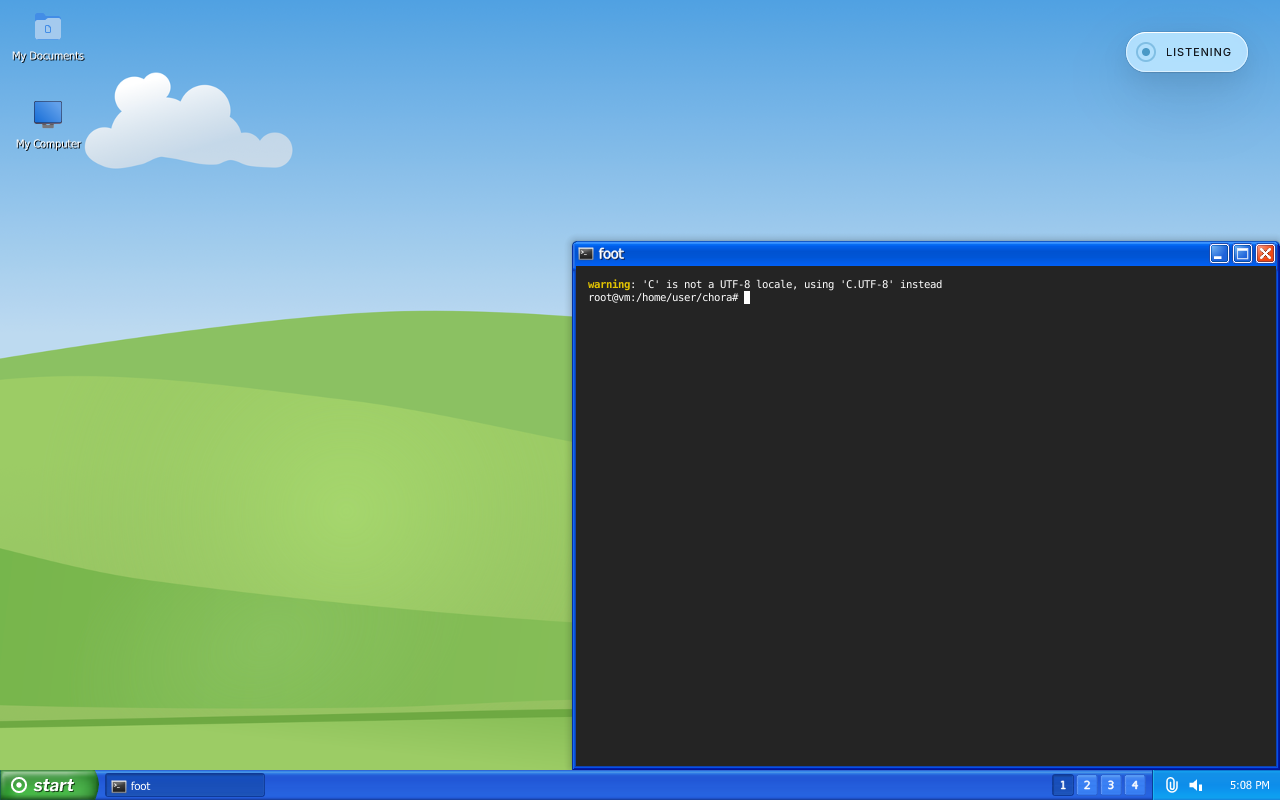 My Documents
LISTENING
My Computer
foot
warning: 'C' is not a UTF-8 locale, using 'C.UTF-8' instead
root@vm:/home/user/chora#
start
foot
1 2 3 4
5:08 PM